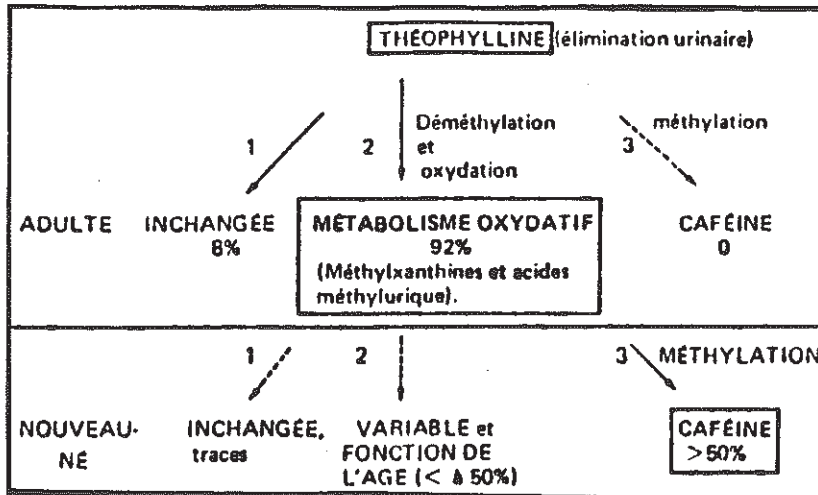 THÉOPHYLLINE (élimination urinaire)
1
2
Déméthylation
et
oxydation
méthylation
3
ADULTE
INCHANGÉE
8%
MÉTABOLISME OXYDATIF
92%
(Méthylxanthines et acides
méthylurique).
CAFÉINE
0
1
2
3 MÉTHYLATION
NOUVEAU-
NÉ
INCHANGÉE,
traces
VARIABLE et
FONCTION DE
L'AGE (< à 50%)
CAFÉINE
>50%